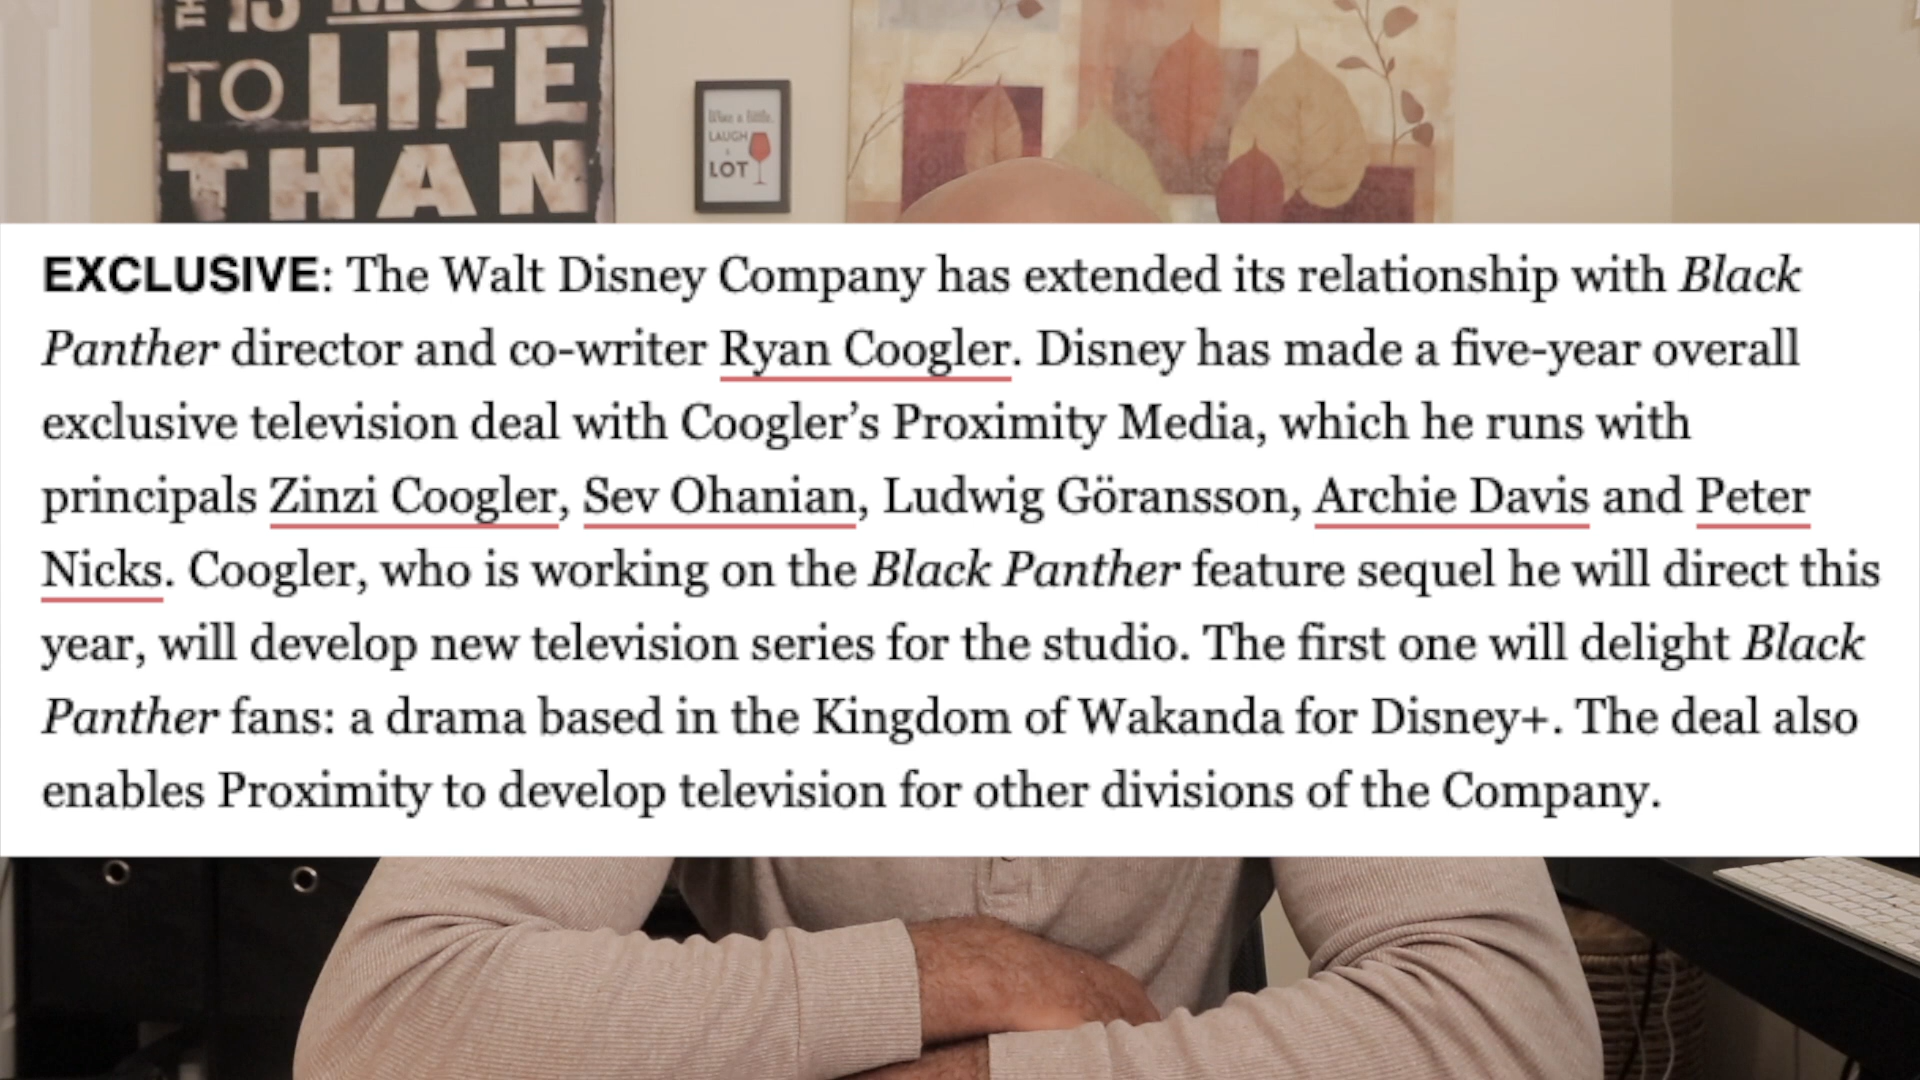 IS MORE
TO LIFE
THAN
LAUGH
LOT
EXCLUSIVE: The Walt Disney Company has extended its relationship with Black
Panther director and co-writer Ryan Coogler. Disney has made a five-year overall
exclusive television deal with Coogler’s Proximity Media, which he runs with
principals Zinzi Coogler, Sev Ohanian, Ludwig Göransson, Archie Davis and Peter
Nicks. Coogler, who is working on the Black Panther feature sequel he will direct this
year, will develop new television series for the studio. The first one will delight Black
Panther fans: a drama based in the Kingdom of Wakanda for Disney+. The deal also
enables Proximity to develop television for other divisions of the Company.